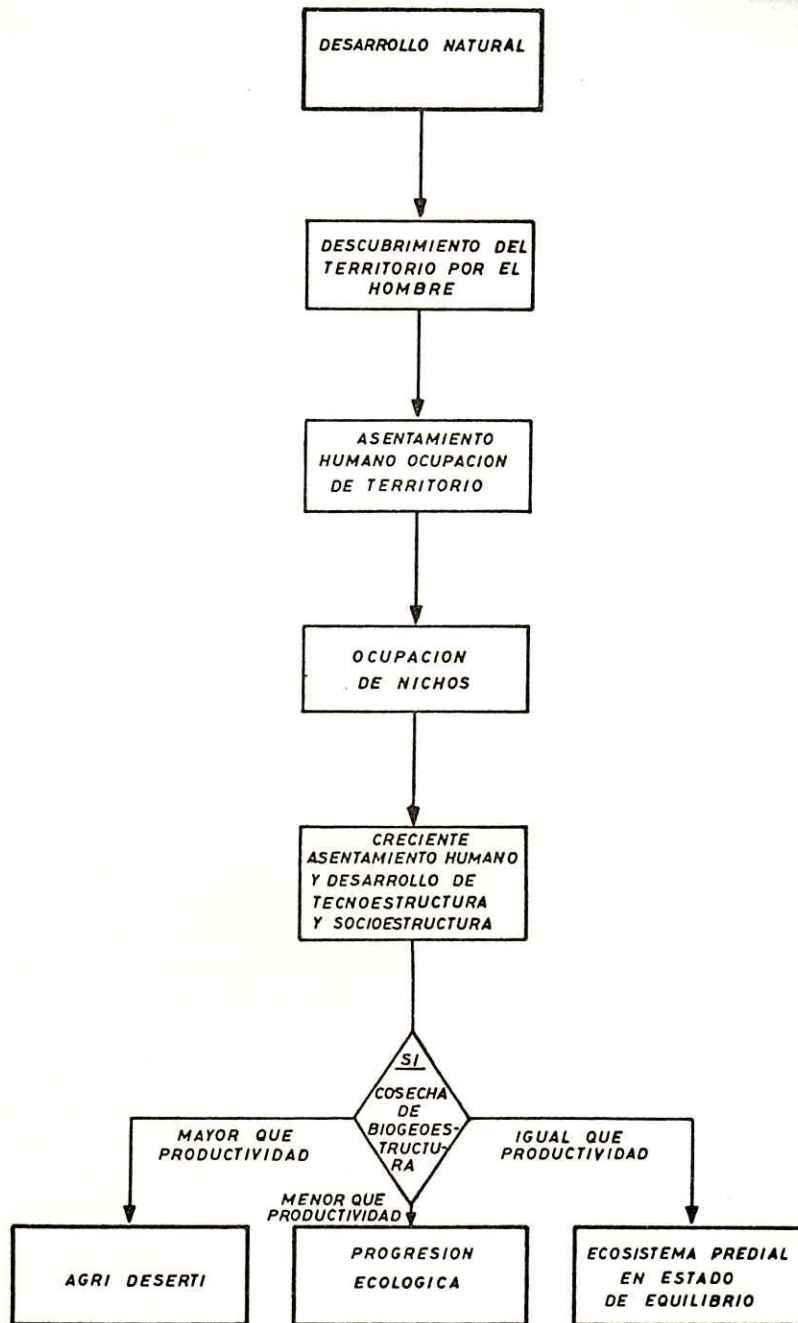 DESARROLLO NATURAL
DESCUBRIMIENTO DEL
TERRITORIO POR EL
HOMBRE
ASENTAMIENTO
HUMANO OCUPACION
DE TERRITORIO
OCUPACION
DE NICHOS
CRECIENTE
ASENTAMIENTO HUMANO
Y DESARROLLO DE
TECNOESTRUCTURA
Y SOCIOESTRUCTURA
SI
COSECHA
DE
BIOGEOES-
TRUCTU-
RA
MAYOR QUE
PRODUCTIVIDAD
MENOR QUE
PRODUCTIVIDAD
IGUAL QUE
PRODUCTIVIDAD
AGRI DESERTI
PROGRESION
ECOLOGICA
ECOSISTEMA PREDIAL
EN ESTADO
DE EQUILIBRIO